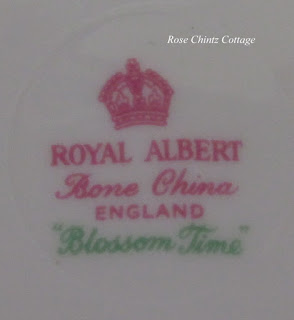 Rose Chintz Cottage
ROYAL ALBERT
Bone China
ENGLAND
"Blossom Time"